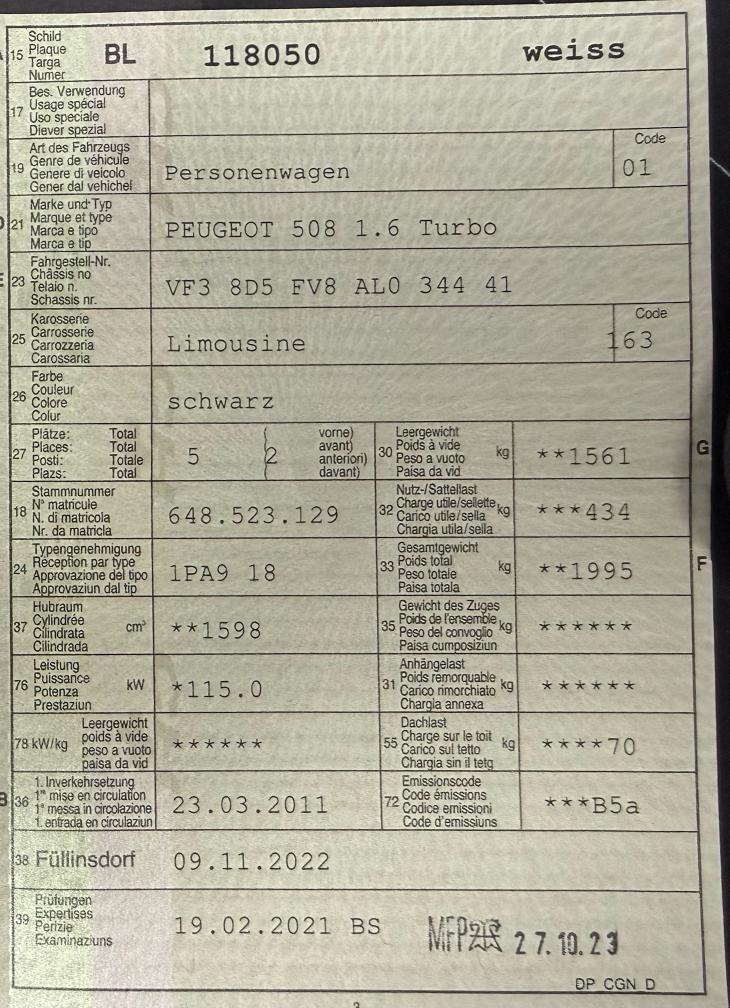 15 Schild Plaque Targa Numer BL 118050 weiss
17 Bes. Verwendung
Usage spécial
Uso speciale
Diever spezial
19 Art des Fahrzeugs
Genre de véhicule
Genere di veicolo
Gener dal vehichel
Personenwagen
Code
01
21 Marke und Typ
Marque et type
Marca e tipo
Marca e tip
PEUGEOT 508 1.6 Turbo
23 Fahrgestell-Nr.
Châssis no
Telaio n.
Schassis nr.
VF3 8D5 FV8 AL0 344 41
25 Karosserie
Carrosserie
Carrozzeria
Carossaria
Limousine
Code
163
26 Farbe
Couleur
Colore
Colur
schwarz
27 Plätze: Total
Places: Total
Posti: Totale
Plazs: Total
5 2
vorne)
avant)
anteriori)
davant)
30 Leergewicht
Poids à vide kg
Peso a vuoto
Paisa da vid
**1561
G
18 Stammnummer
N° matricule
N. di matricola
Nr. da matricla
648.523.129
32 Nutz-/Sattellast
Charge utile/sellette kg
Carico utile/sella
Chargia utila/sella
***434
24 Typengenehmigung
Réception par type
Approvazione del tipo
Approvaziun dal tip
1PA9 18
33 Gesamtgewicht
Poids total kg
Peso totale
Paisa totala
**1995
F
37 Hubraum
Cylindrée cm³
Cilindrata
Cilindrada
**1598
35 Gewicht des Zuges
Poids de l'ensemble kg
Peso del convoglio
Paisa cumposiziun
******
76 Leistung
Puissance kW
Potenza
Prestaziun
*115.0
31 Anhängelast
Poids remorquable kg
Carico rimorchiato
Chargia annexa
******
78 kW/kg Leergewicht
poids à vide
peso a vuoto
paisa da vid
******
55 Dachlast
Charge sur le toit kg
Carico sul tetto
Chargia sin il tetg
****70
B
36 1. Inverkehrsetzung
1re mise en circulation
1a messa in circolazione
1. entrada en circulaziun
23.03.2011
72 Emissionscode
Code émissions
Codice emissioni
Code d'emissiuns
***B5a
38 Füllinsdorf 09.11.2022
39 Prüfungen
Expertises
Perizie
Examinaziuns
19.02.2021 BS
27.10.23
DP CGN D